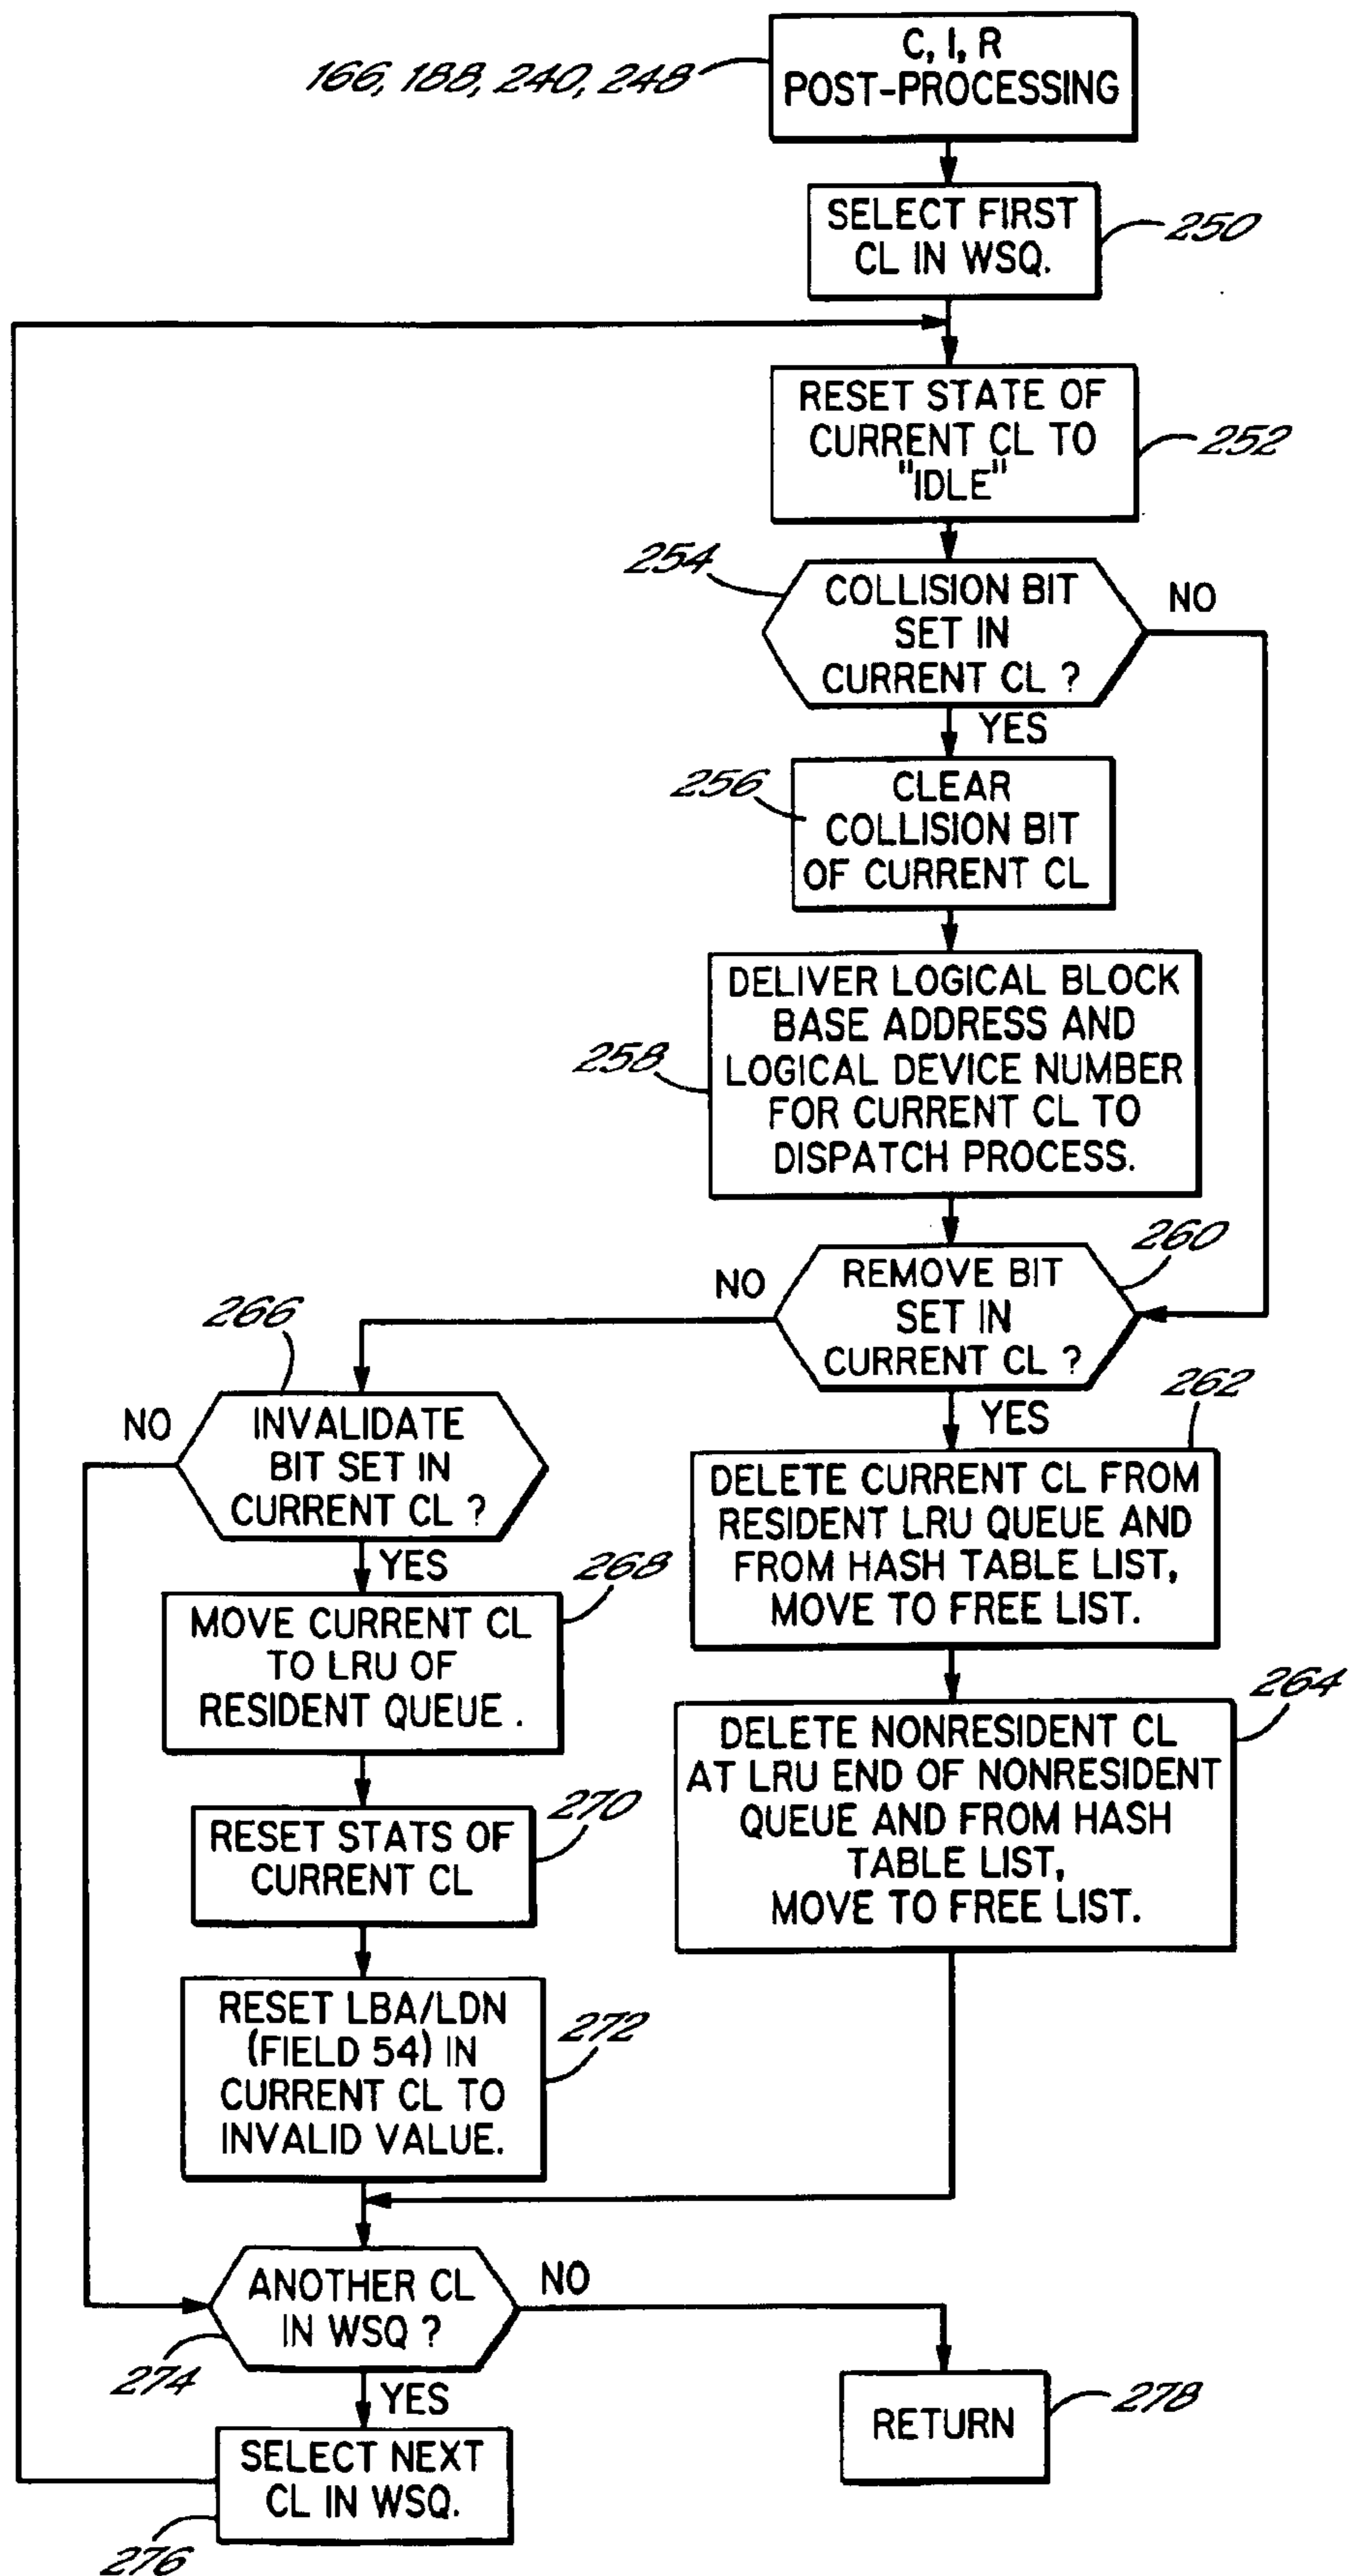 C, I, R
POST-PROCESSING
166, 188, 240, 248
SELECT FIRST
CL IN WSQ.
250
RESET STATE OF
CURRENT CL TO
"IDLE"
252
254
COLLISION BIT
SET IN
CURRENT CL ?
NO
YES
256
CLEAR
COLLISION BIT
OF CURRENT CL
258
DELIVER LOGICAL BLOCK
BASE ADDRESS AND
LOGICAL DEVICE NUMBER
FOR CURRENT CL TO
DISPATCH PROCESS.
260
REMOVE BIT
SET IN
CURRENT CL ?
NO
YES
266
INVALIDATE
BIT SET IN
CURRENT CL ?
NO
YES
262
DELETE CURRENT CL FROM
RESIDENT LRU QUEUE AND
FROM HASH TABLE LIST,
MOVE TO FREE LIST.
268
MOVE CURRENT CL
TO LRU OF
RESIDENT QUEUE .
264
DELETE NONRESIDENT CL
AT LRU END OF NONRESIDENT
QUEUE AND FROM HASH
TABLE LIST,
MOVE TO FREE LIST.
270
RESET STATS OF
CURRENT CL
272
RESET LBA/LDN
(FIELD 54) IN
CURRENT CL TO
INVALID VALUE.
ANOTHER CL
IN WSQ ?
NO
274
YES
RETURN
278
SELECT NEXT
CL IN WSQ.
276